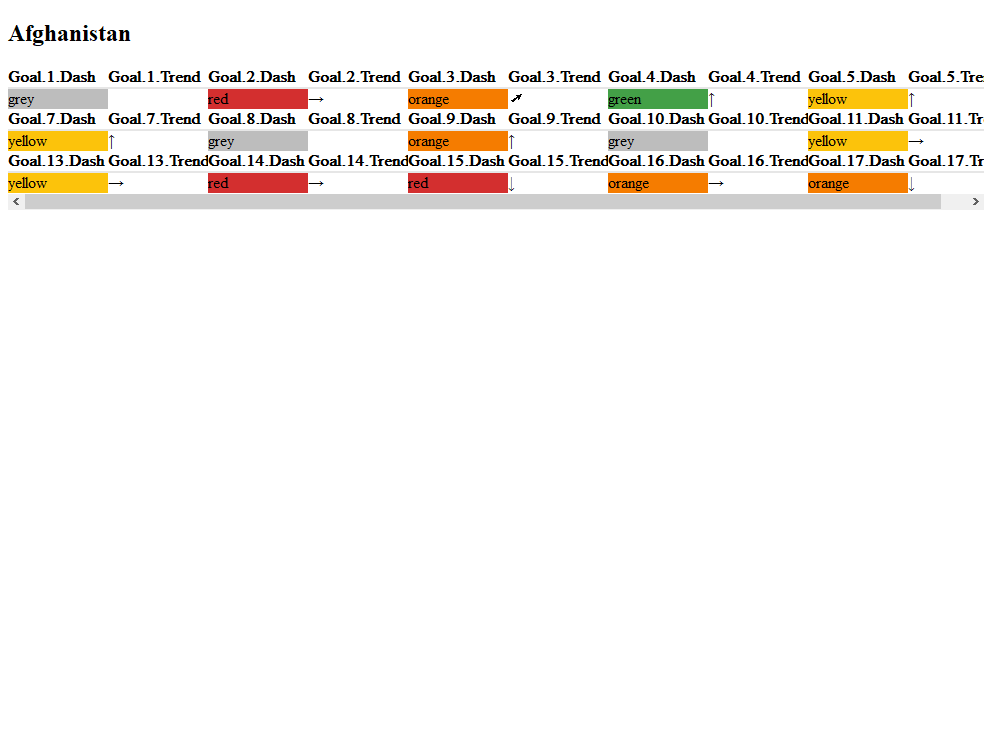 Afghanistan
Goal.1.Dash Goal.1.Trend Goal.2.Dash Goal.2.Trend Goal.3.Dash Goal.3.Trend Goal.4.Dash Goal.4.Trend Goal.5.Dash Goal.5.Tre
grey red → orange ➚ green ↑ yellow ↑
Goal.7.Dash Goal.7.Trend Goal.8.Dash Goal.8.Trend Goal.9.Dash Goal.9.Trend Goal.10.Dash Goal.10.Trend Goal.11.Dash Goal.11.Tr
yellow ↑ grey orange ↑ grey yellow →
Goal.13.Dash Goal.13.Trend Goal.14.Dash Goal.14.Trend Goal.15.Dash Goal.15.Trend Goal.16.Dash Goal.16.Trend Goal.17.Dash Goal.17.Tr
yellow → red → red ↓ orange → orange ↓